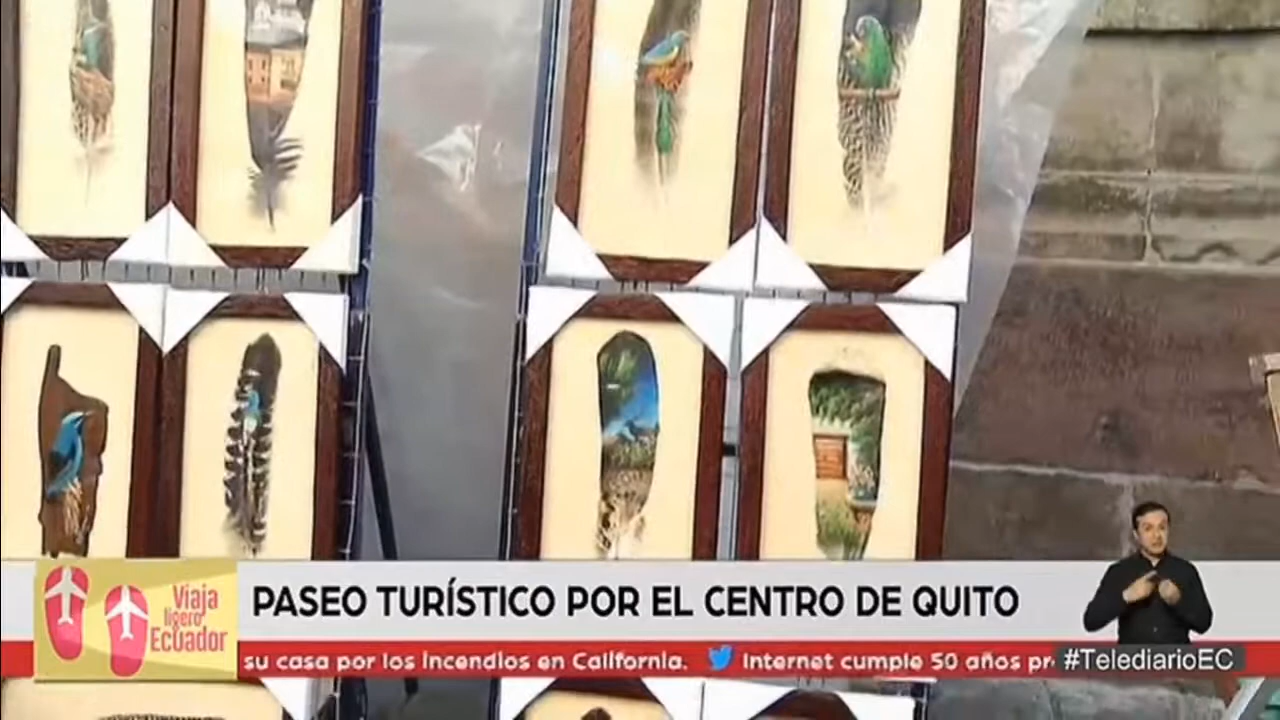 Viaja
ligero
Ecuador
PASEO TURÍSTICO POR EL CENTRO DE QUITO
su casa por los incendios en California. Internet cumple 50 años pr
#TelediarioEC